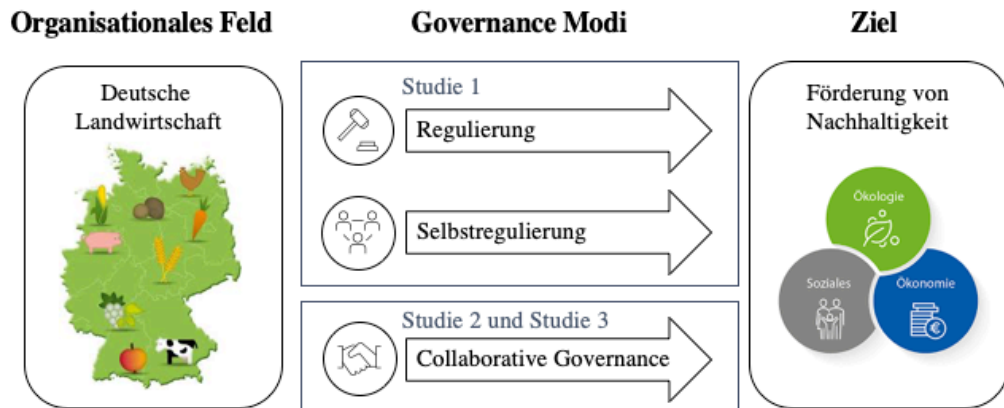 Organisationales Feld
Governance Modi
Ziel
Deutsche
Landwirtschaft
Studie 1
Regulierung
Selbstregulierung
Studie 2 und Studie 3
Collaborative Governance
Förderung von
Nachhaltigkeit
Ökologie
Soziales
Ökonomie
€